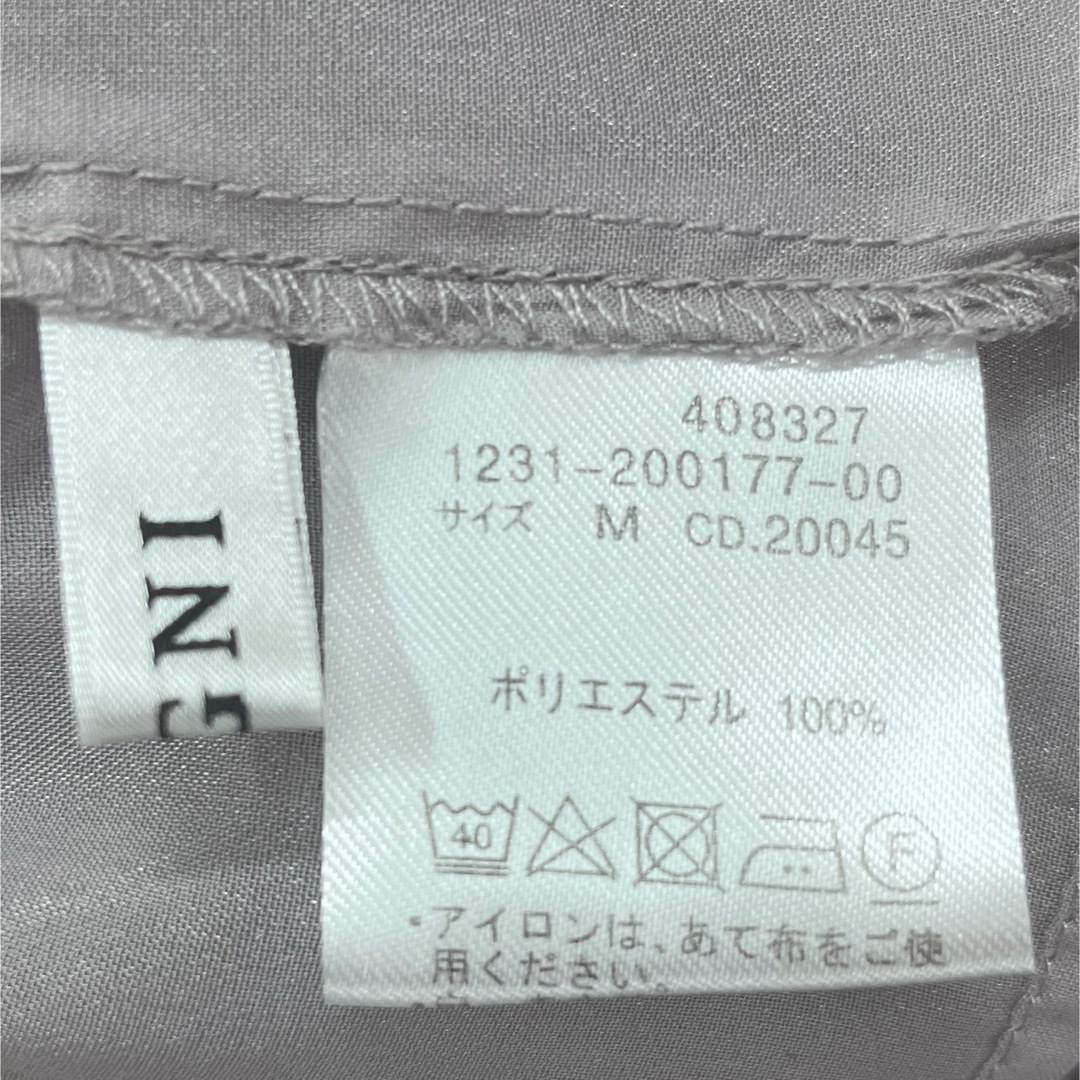 GNI
408327
1231-200177-00
サイズ M CD.20045
ポリエステル 100%
40 F
・アイロンは、あて布をご使
用ください。